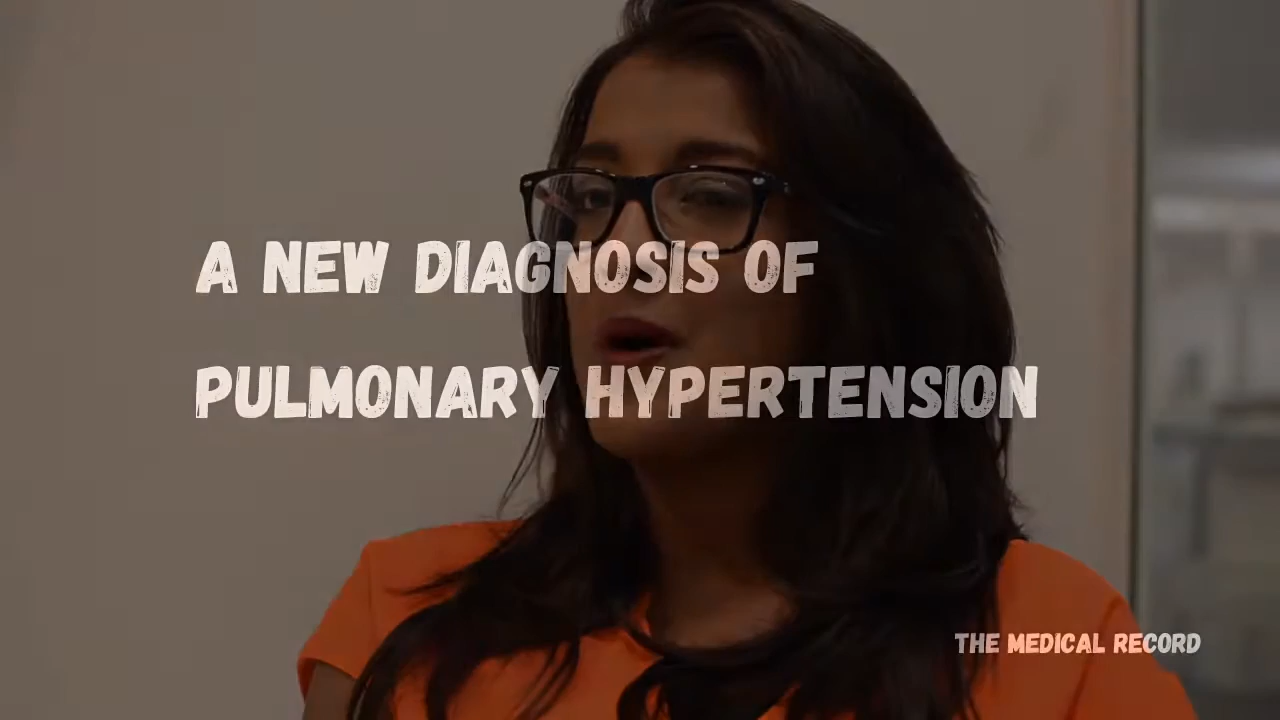 A NEW DIAGNOSIS OF
PULMONARY HYPERTENSION
THE MEDICAL RECORD